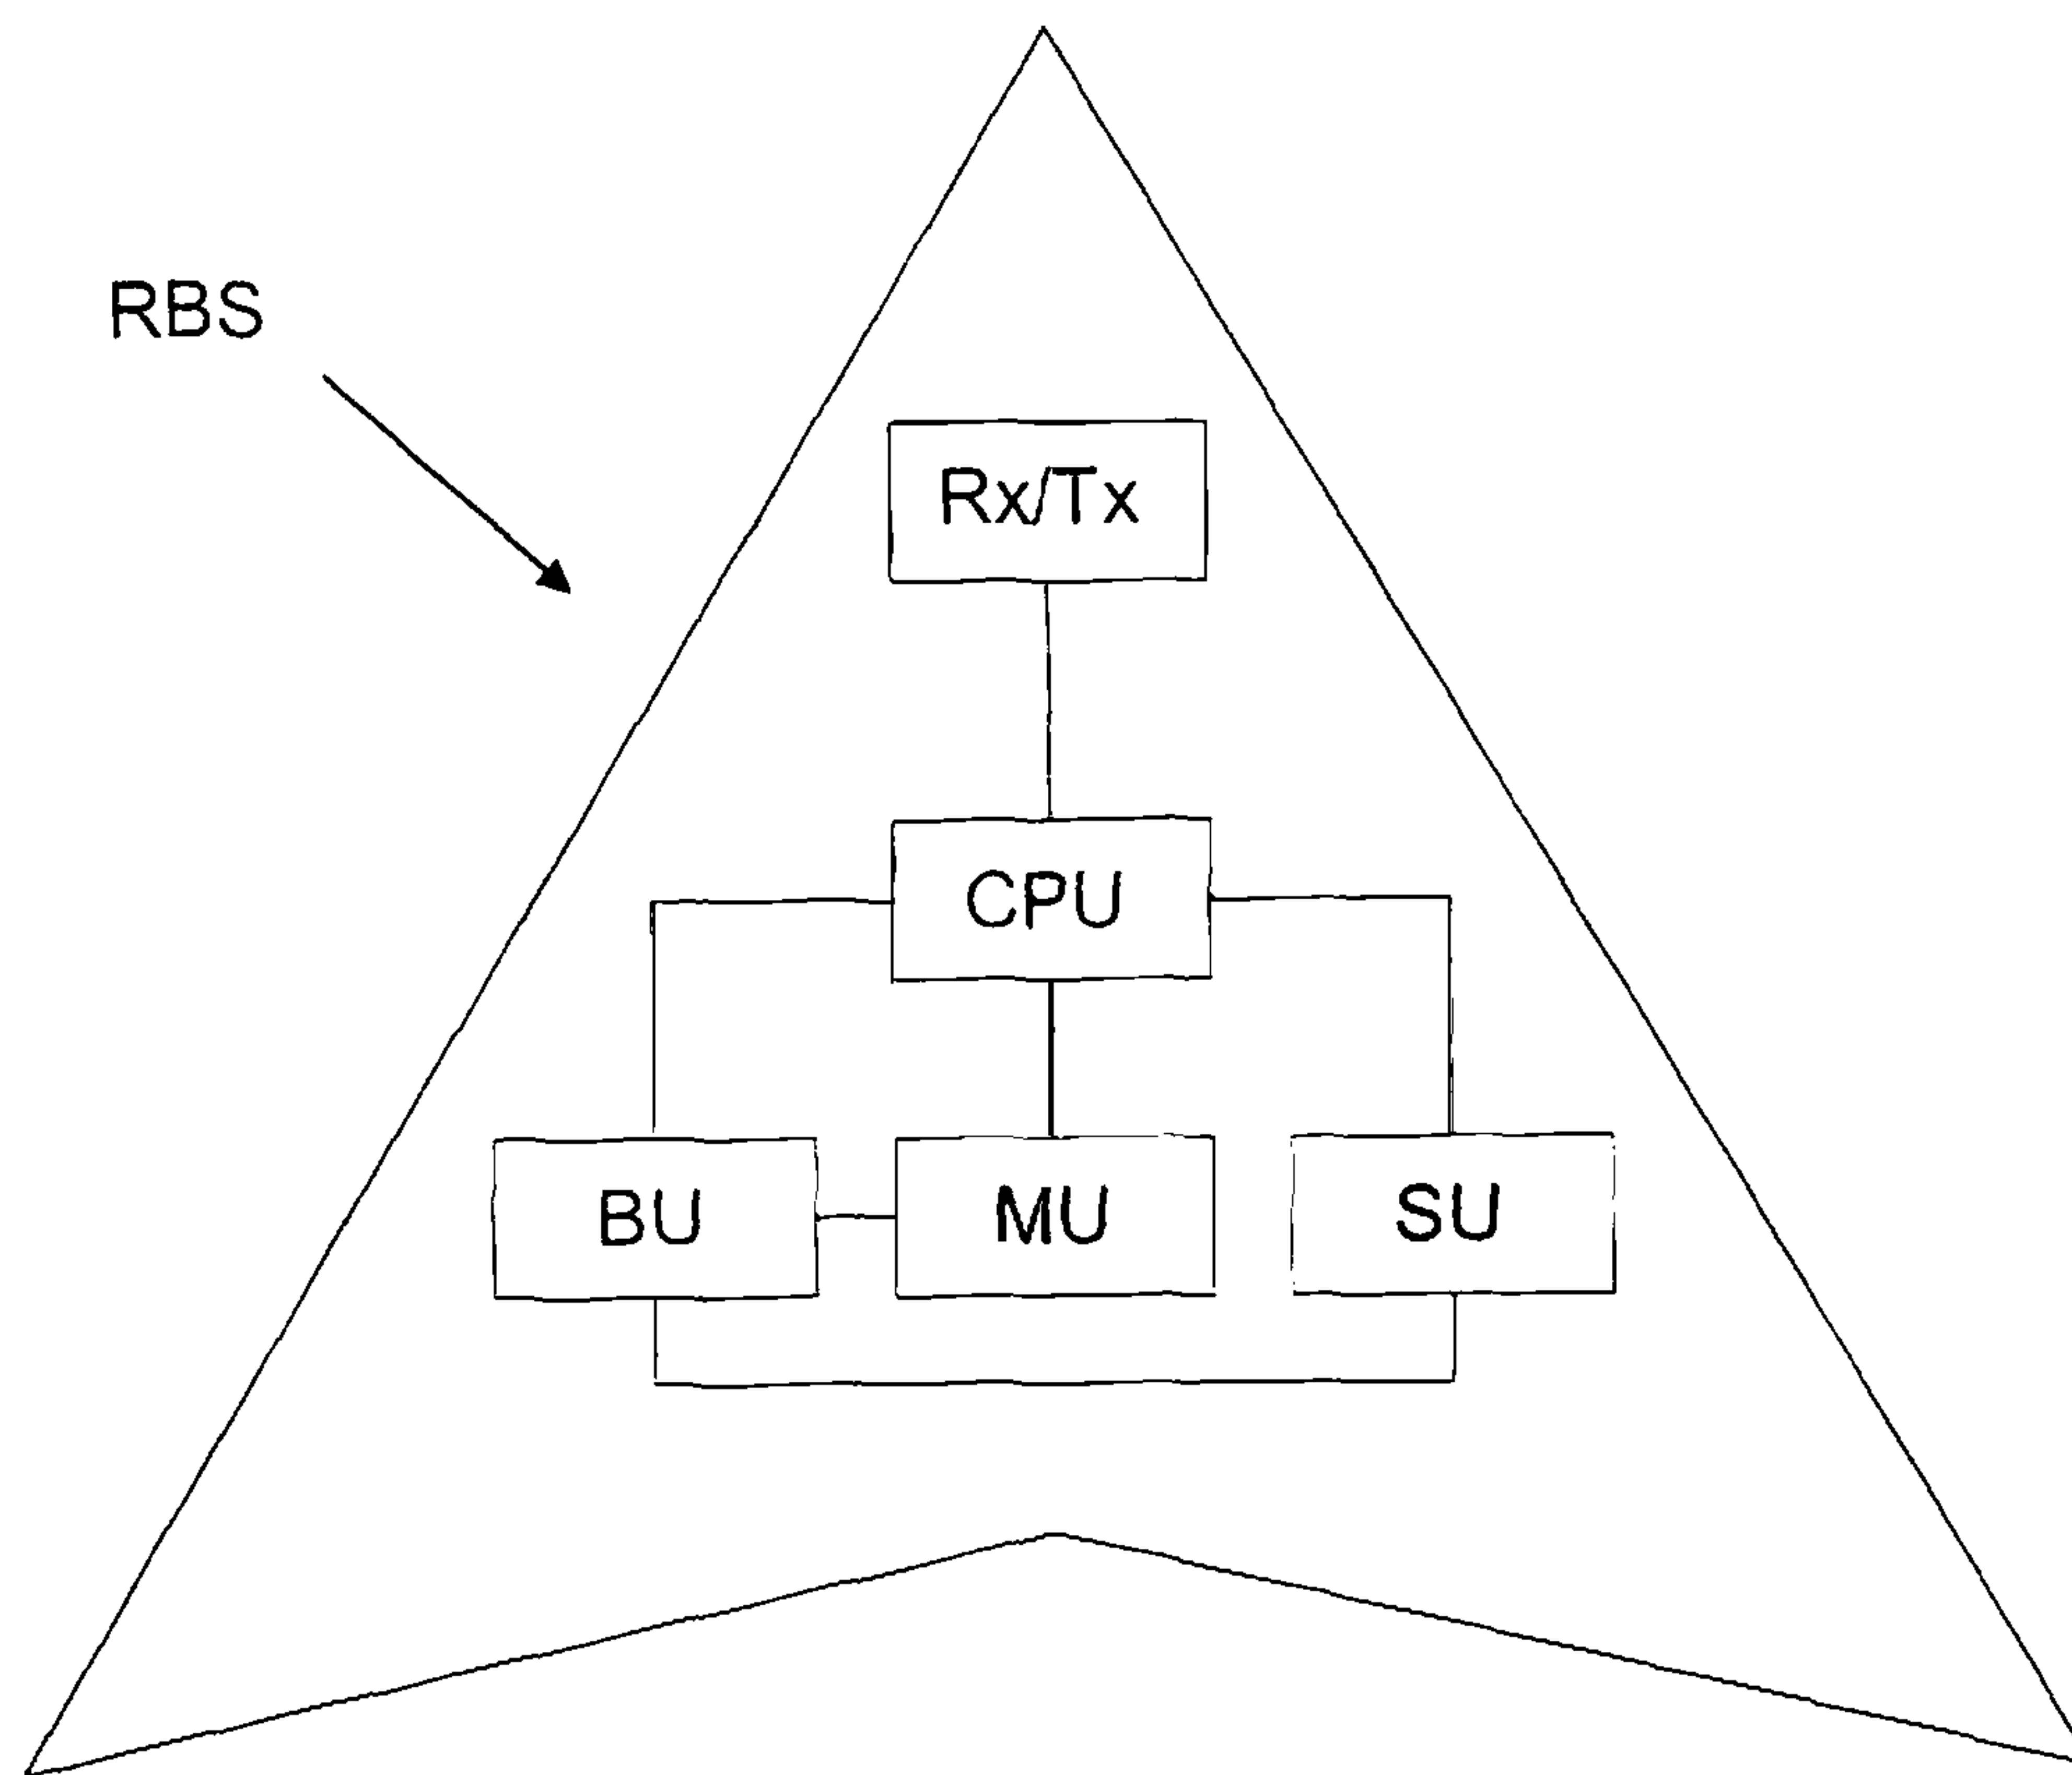 RBS
Rx/Tx
CPU
BU
MU
SU